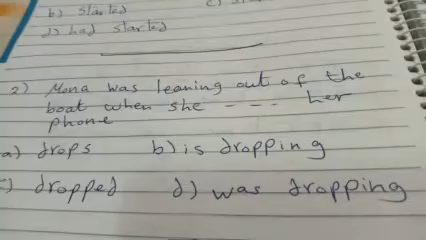 b) started
d) had started
2) Mona was leaning out of the
boat when she - - - her
phone
a) drops b) is dropping
c) dropped d) was dropping